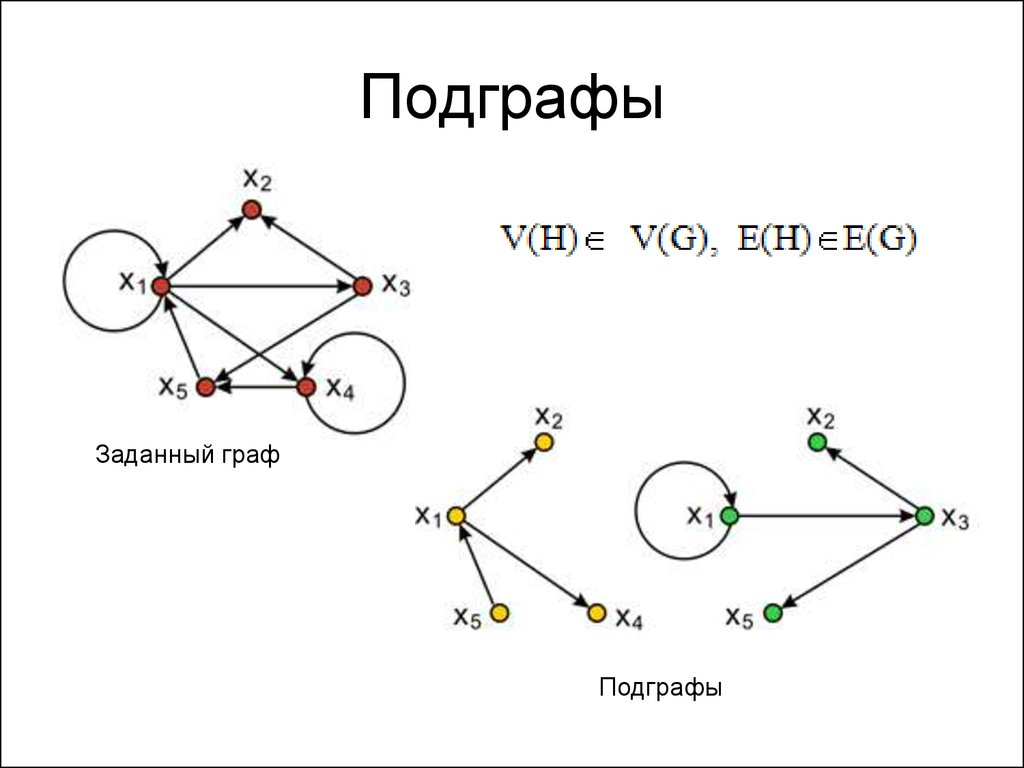 Подграфы
x2
V(H)∈ V(G), E(H)∈E(G)
x1
x3
x5
x4
Заданный граф
x2
x2
x1
x1
x3
x5
x4
x5
Подграфы